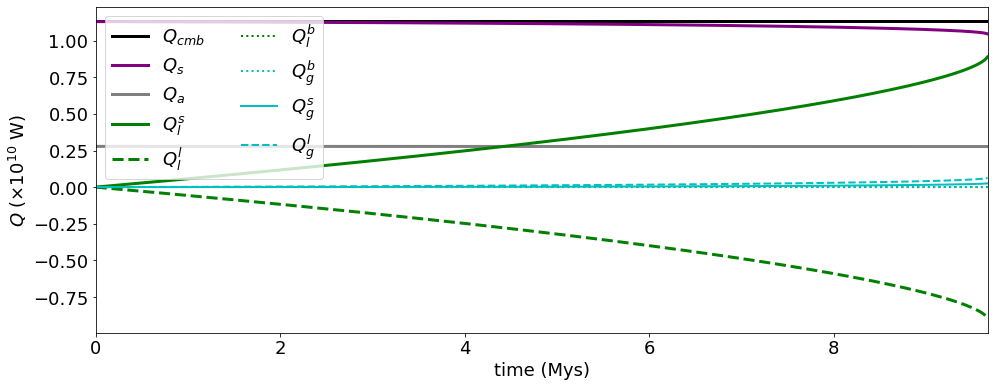 1.00
0.75
0.50
0.25
0.00
−0.25
−0.50
−0.75
Q (×10^10 W)
Q_cmb
Q_s
Q_a
Q_l^s
Q_l^l
Q_l^b
Q_g^b
Q_g^s
Q_g^l
0 2 4 6 8
time (Mys)